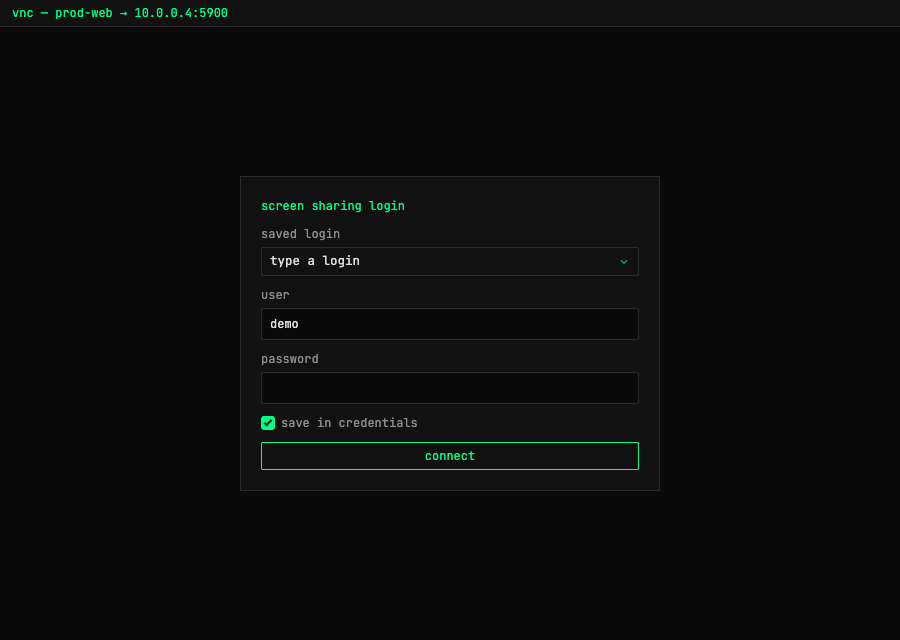 vnc — prod-web → 10.0.0.4:5900
screen sharing login
saved login
type a login
user
demo
password
save in credentials
connect